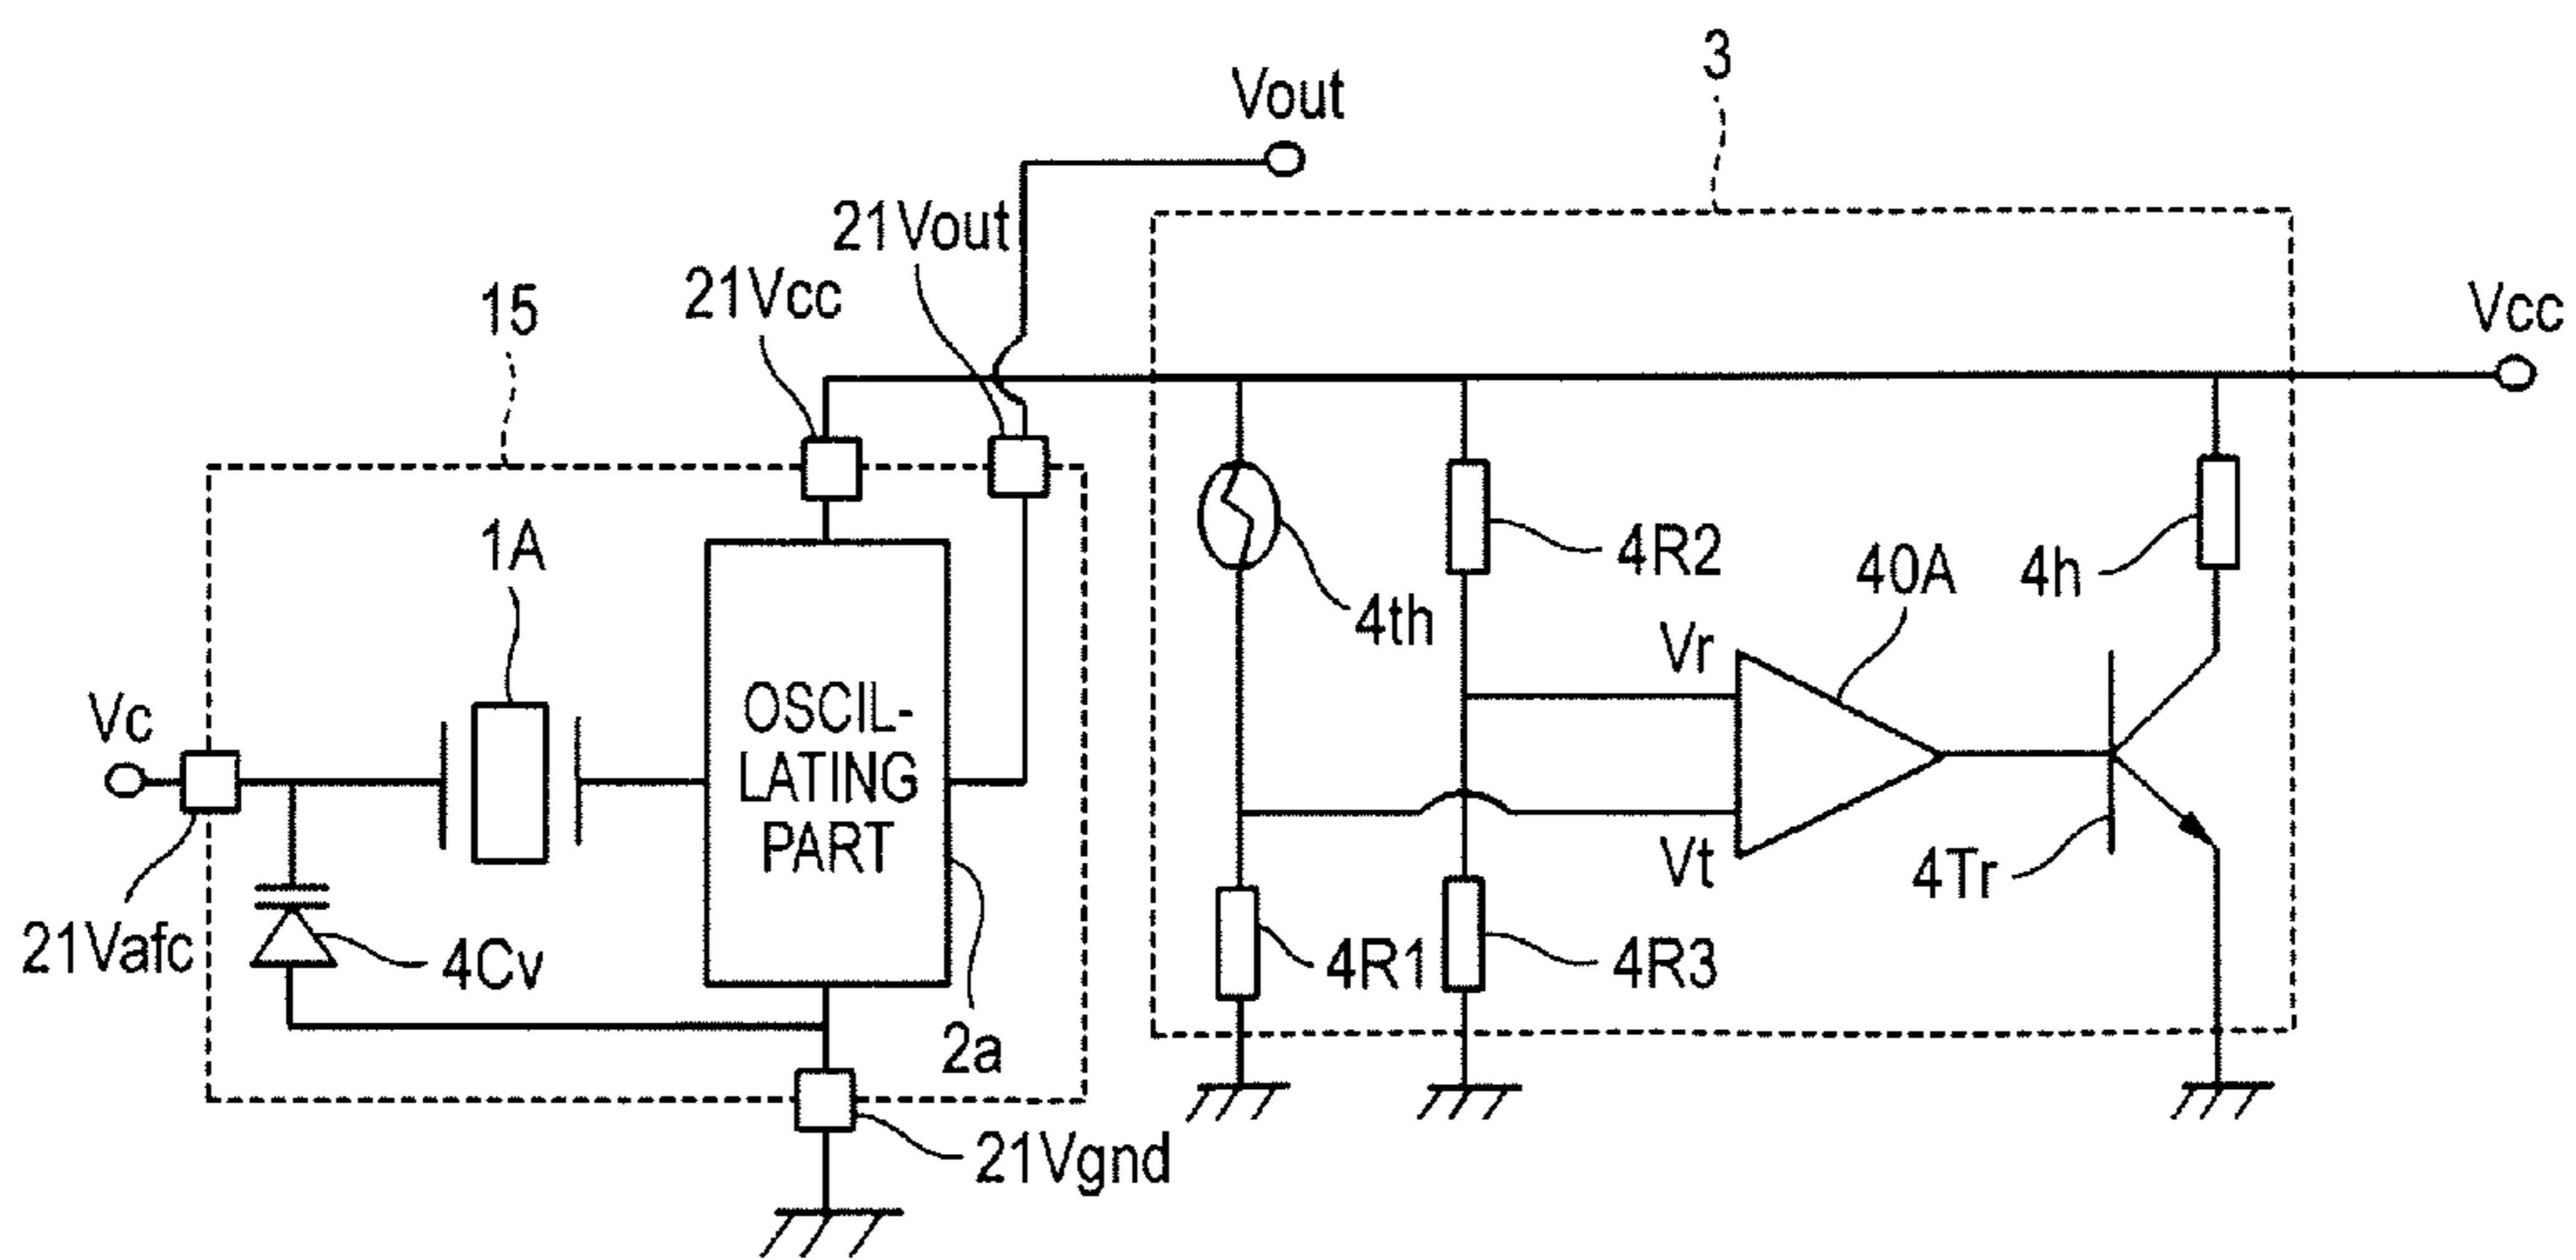 3
Vout
21Vout
21Vcc
15
Vcc
1A
4R2
40A
4h
4th
Vr
Vc
OSCIL-
LATING
PART
Vt
4Tr
21Vafc
4Cv
4R1
4R3
2a
21Vgnd